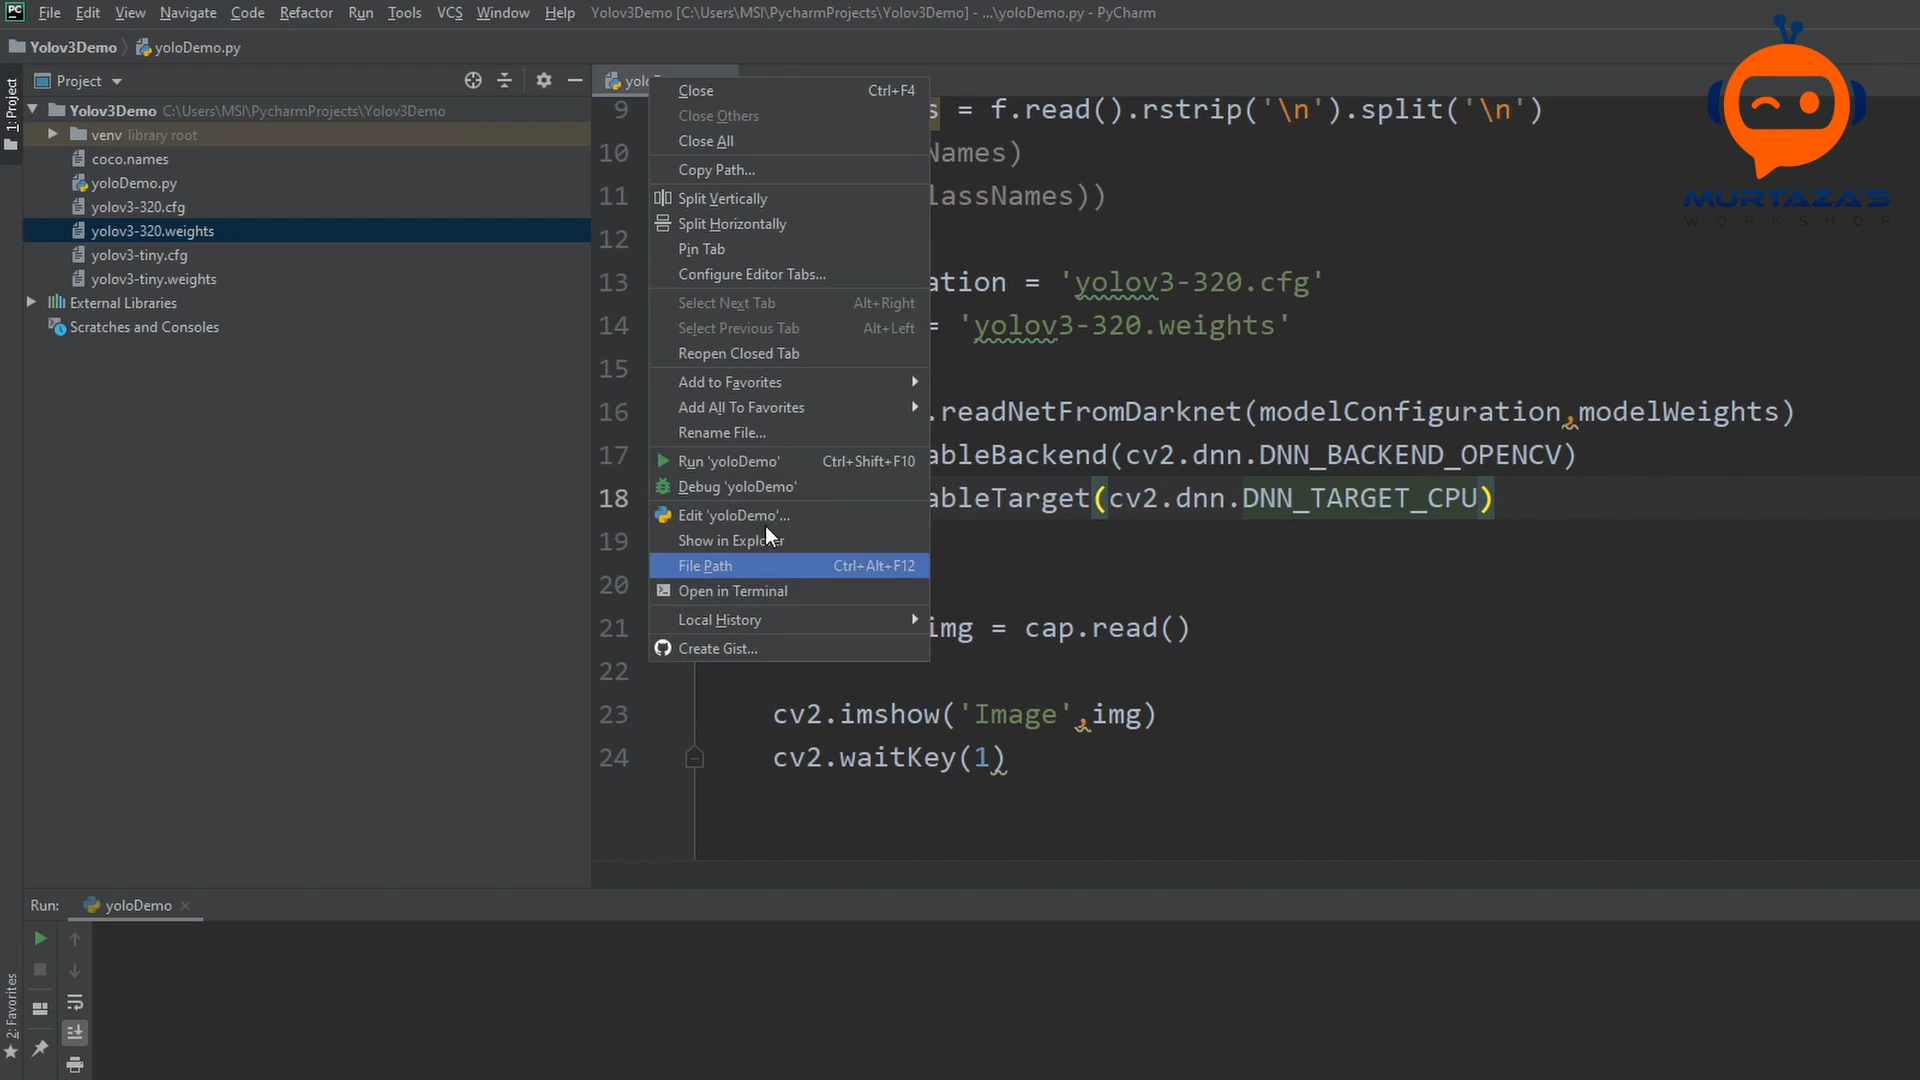 File Edit View Navigate Code Refactor Run Tools VCS Window Help Yolov3Demo [C:\Users\MSI\PycharmProjects\Yolov3Demo] - ...\yoloDemo.py - PyCharm
Yolov3Demo yoloDemo.py
Project
1: Project
Yolov3Demo C:\Users\MSI\PycharmProjects\Yolov3Demo
venv library root
coco.names
yoloDemo.py
yolov3-320.cfg
yolov3-320.weights
yolov3-tiny.cfg
yolov3-tiny.weights
External Libraries
Scratches and Consoles
Close Ctrl+F4
Close Others
Close All
Copy Path...
Split Vertically
Split Horizontally
Pin Tab
Configure Editor Tabs...
Select Next Tab Alt+Right
Select Previous Tab Alt+Left
Reopen Closed Tab
Add to Favorites
Add All To Favorites
Rename File...
Run 'yoloDemo' Ctrl+Shift+F10
Debug 'yoloDemo'
Edit 'yoloDemo'...
Show in Explorer
File Path Ctrl+Alt+F12
Open in Terminal
Local History
Create Gist...
9 s = f.read().rstrip('\n').split('\n')
10 Names)
11 lassNames))
12
13 ation = 'yolov3-320.cfg'
14 = 'yolov3-320.weights'
15
16 .readNetFromDarknet(modelConfiguration,modelWeights)
17 ableBackend(cv2.dnn.DNN_BACKEND_OPENCV)
18 ableTarget(cv2.dnn.DNN_TARGET_CPU)
19
20
21 img = cap.read()
22
23 cv2.imshow('Image',img)
24 cv2.waitKey(1)
MURTAZA'S
WORKSHOP
Run: yoloDemo
2: Favorites